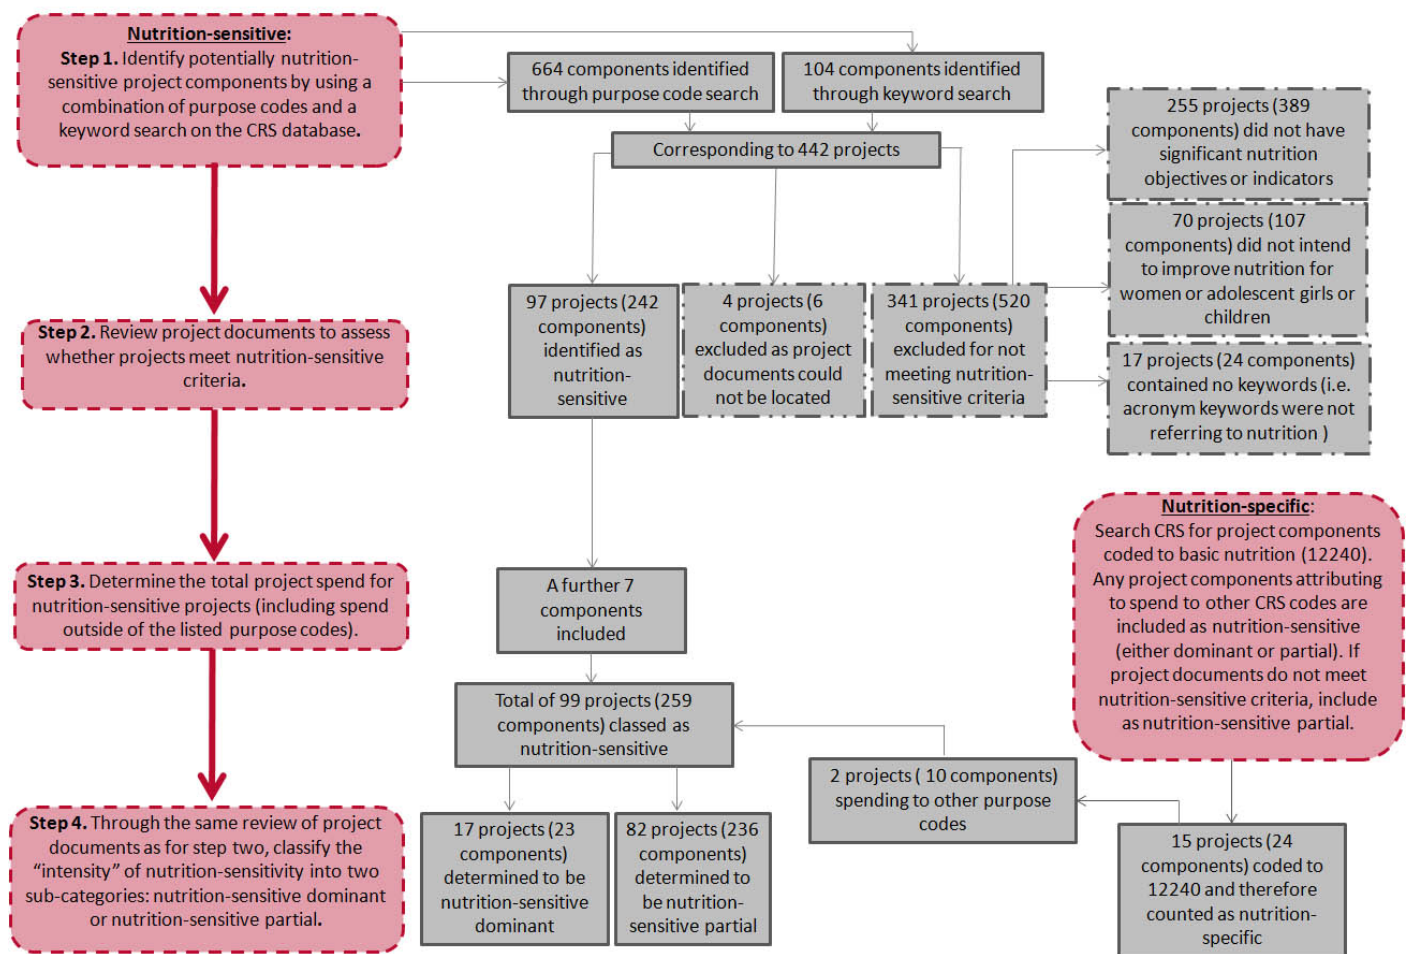 Nutrition-sensitive:
Step 1. Identify potentially nutrition-
sensitive project components by using a
combination of purpose codes and a
keyword search on the CRS database.
664 components identified
through purpose code search
104 components identified
through keyword search
Corresponding to 442 projects
255 projects (389
components) did not have
significant nutrition
objectives or indicators
70 projects (107
components) did not intend
to improve nutrition for
women or adolescent girls or
children
17 projects (24 components)
contained no keywords (i.e.
acronym keywords were not
referring to nutrition )
Step 2. Review project documents to assess
whether projects meet nutrition-sensitive
criteria.
97 projects (242
components)
identified as
nutrition-
sensitive
4 projects (6
components)
excluded as project
documents could
not be located
341 projects (520
components)
excluded for not
meeting nutrition-
sensitive criteria
Step 3. Determine the total project spend for
nutrition-sensitive projects (including spend
outside of the listed purpose codes).
A further 7
components
included
Total of 99 projects (259
components) classed as
nutrition-sensitive
Nutrition-specific:
Search CRS for project components
coded to basic nutrition (12240).
Any project components attributing
to spend to other CRS codes are
included as nutrition-sensitive
(either dominant or partial). If
project documents do not meet
nutrition-sensitive criteria, include
as nutrition-sensitive partial.
2 projects ( 10 components)
spending to other purpose
codes
15 projects (24
components) coded to
12240 and therefore
counted as nutrition-
specific
Step 4. Through the same review of project
documents as for step two, classify the
“intensity” of nutrition-sensitivity into two
sub-categories: nutrition-sensitive dominant
or nutrition-sensitive partial.
17 projects (23
components)
determined to be
nutrition-sensitive
dominant
82 projects (236
components)
determined to
be nutrition-
sensitive partial